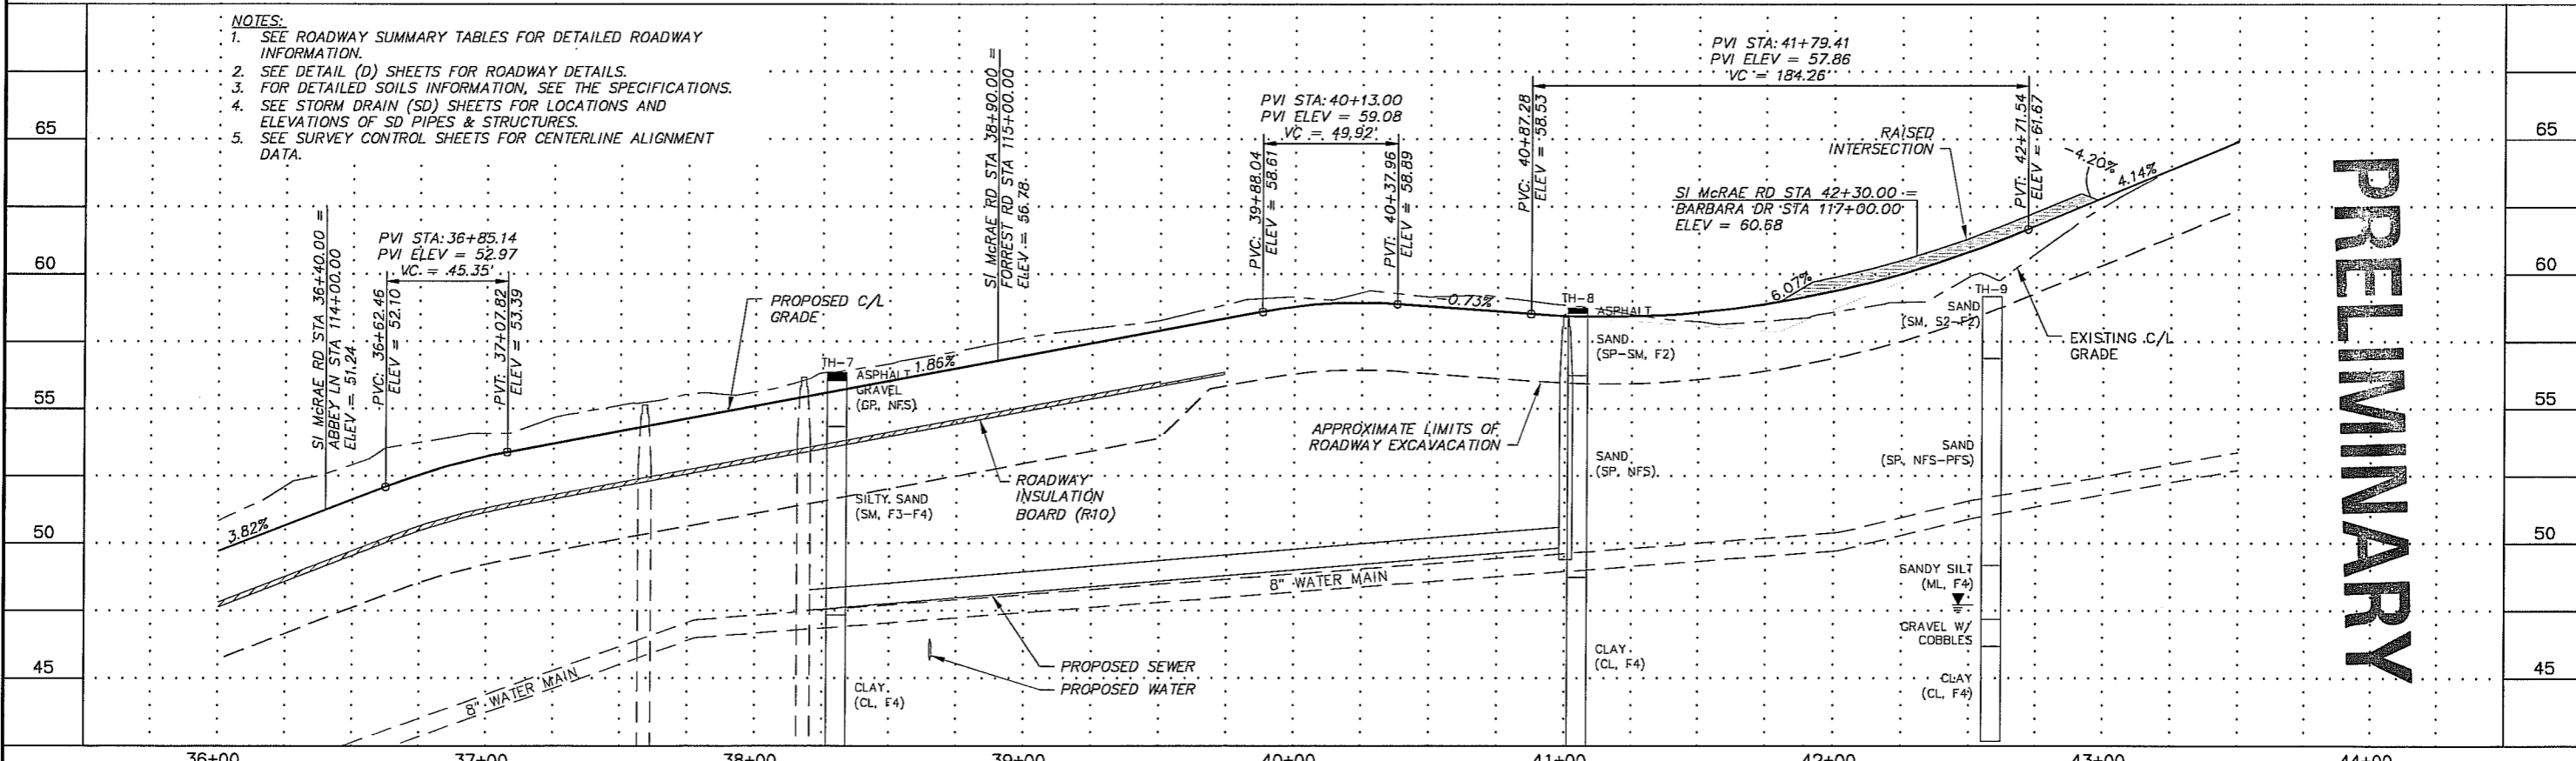 NOTES:
1. SEE ROADWAY SUMMARY TABLES FOR DETAILED ROADWAY
INFORMATION.
2. SEE DETAIL (D) SHEETS FOR ROADWAY DETAILS.
3. FOR DETAILED SOILS INFORMATION, SEE THE SPECIFICATIONS.
4. SEE STORM DRAIN (SD) SHEETS FOR LOCATIONS AND
ELEVATIONS OF SD PIPES & STRUCTURES.
5. SEE SURVEY CONTROL SHEETS FOR CENTERLINE ALIGNMENT
DATA.
65
60
55
50
45
SI McRAE RD STA 36+40.00 =
ABBEY LN STA 114+00.00
ELEV = 51.24
PVI STA: 36+85.14
PVI ELEV = 52.97
VC = 45.35'
PVC: 36+62.46
ELEV = 52.10
PVT: 37+07.82
ELEV = 53.39
3.82%
PROPOSED C/L
GRADE
TH-7
ASPHALT
GRAVEL
(GP, NFS)
SILTY SAND
(SM, F3-F4)
CLAY
(CL, F4)
1.86%
SI McRAE RD STA 38+90.00 =
FORREST RD STA 115+00.00
ELEV = 56.78
ROADWAY
INSULATION
BOARD (R-10)
8" WATER MAIN
PROPOSED SEWER
PROPOSED WATER
8" WATER MAIN
PVI STA: 40+13.00
PVI ELEV = 59.08
VC = 49.92'
PVC: 39+88.04
ELEV = 58.61
PVT: 40+37.96
ELEV = 58.89
-0.73%
APPROXIMATE LIMITS OF
ROADWAY EXCAVACATION
PVI STA: 41+79.41
PVI ELEV = 57.86
VC = 184.26'
PVC: 40+87.28
ELEV = 58.53
PVT: 42+71.54
ELEV = 61.67
TH-8
ASPHALT
SAND
(SP-SM, F2)
SAND
(SP, NFS)
CLAY
(CL, F4)
RAISED
INTERSECTION
SI McRAE RD STA 42+30.00 =
BARBARA DR STA 117+00.00
ELEV = 60.68
6.07%
-4.20%
4.14%
TH-9
SAND
(SM, S2-F2)
EXISTING C/L
GRADE
SAND
(SP, NFS-PFS)
SANDY SILT
(ML, F4)
GRAVEL W/
COBBLES
CLAY
(CL, F4)
PRELIMINARY
65
60
55
50
45
36+00
37+00
38+00
39+00
40+00
41+00
42+00
43+00
44+00